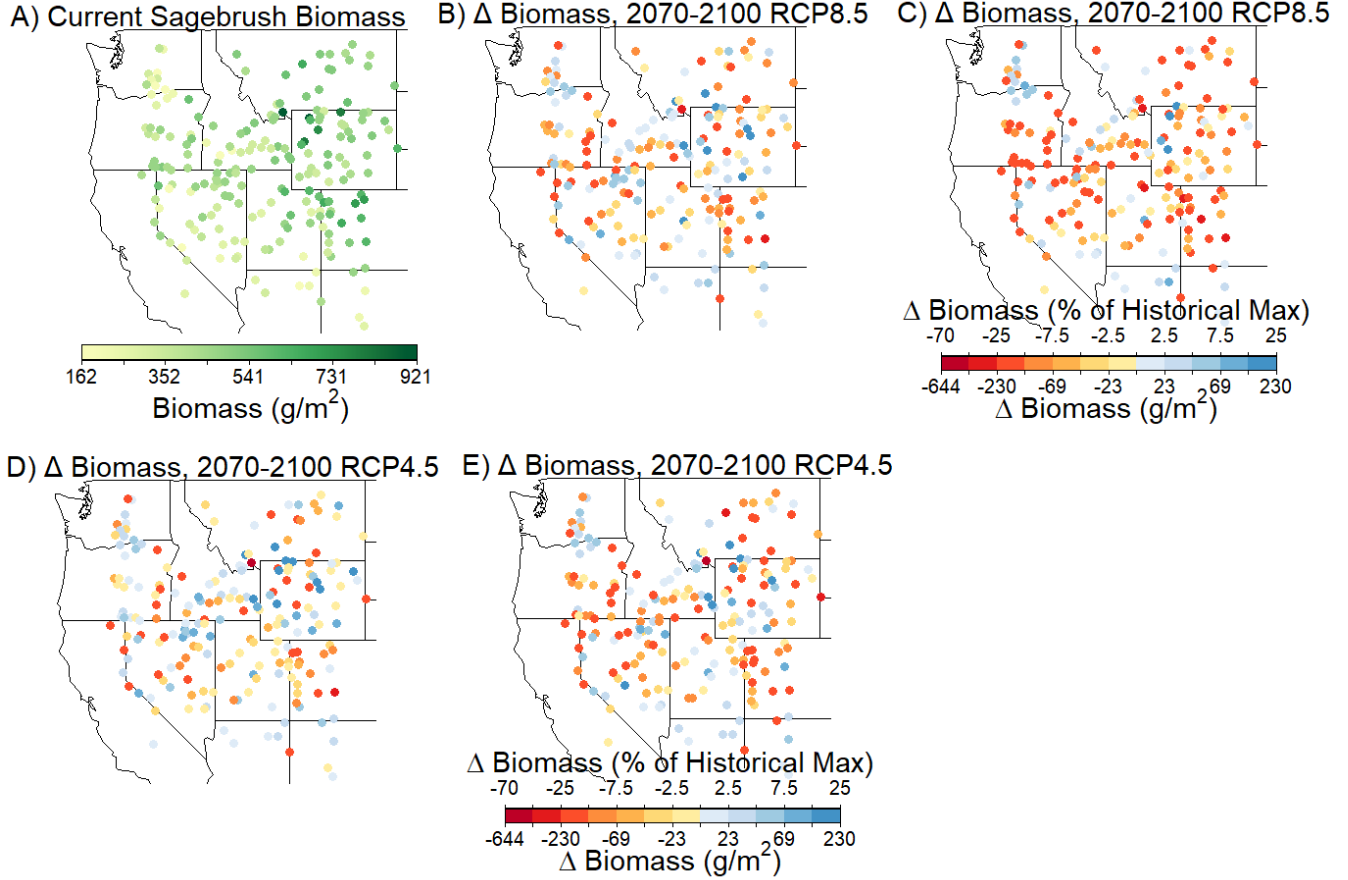 A) Current Sagebrush Biomass
B) Δ Biomass, 2070-2100 RCP8.5
C) Δ Biomass, 2070-2100 RCP8.5
162 352 541 731 921
Biomass (g/m²)
Δ Biomass (% of Historical Max)
-70 -25 -7.5 -2.5 2.5 7.5 25
-644 -230 -69 -23 23 69 230
Δ Biomass (g/m²)
D) Δ Biomass, 2070-2100 RCP4.5
E) Δ Biomass, 2070-2100 RCP4.5
Δ Biomass (% of Historical Max)
-70 -25 -7.5 -2.5 2.5 7.5 25
-644 -230 -69 -23 23 69 230
Δ Biomass (g/m²)